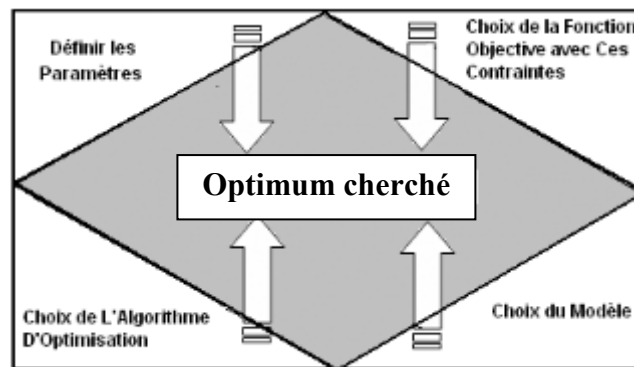 Définir les
Paramètres
Choix de la Fonction
Objective avec Ces
Contraintes
Optimum cherché
Choix de L'Algorithme
D'Optimisation
Choix du Modèle